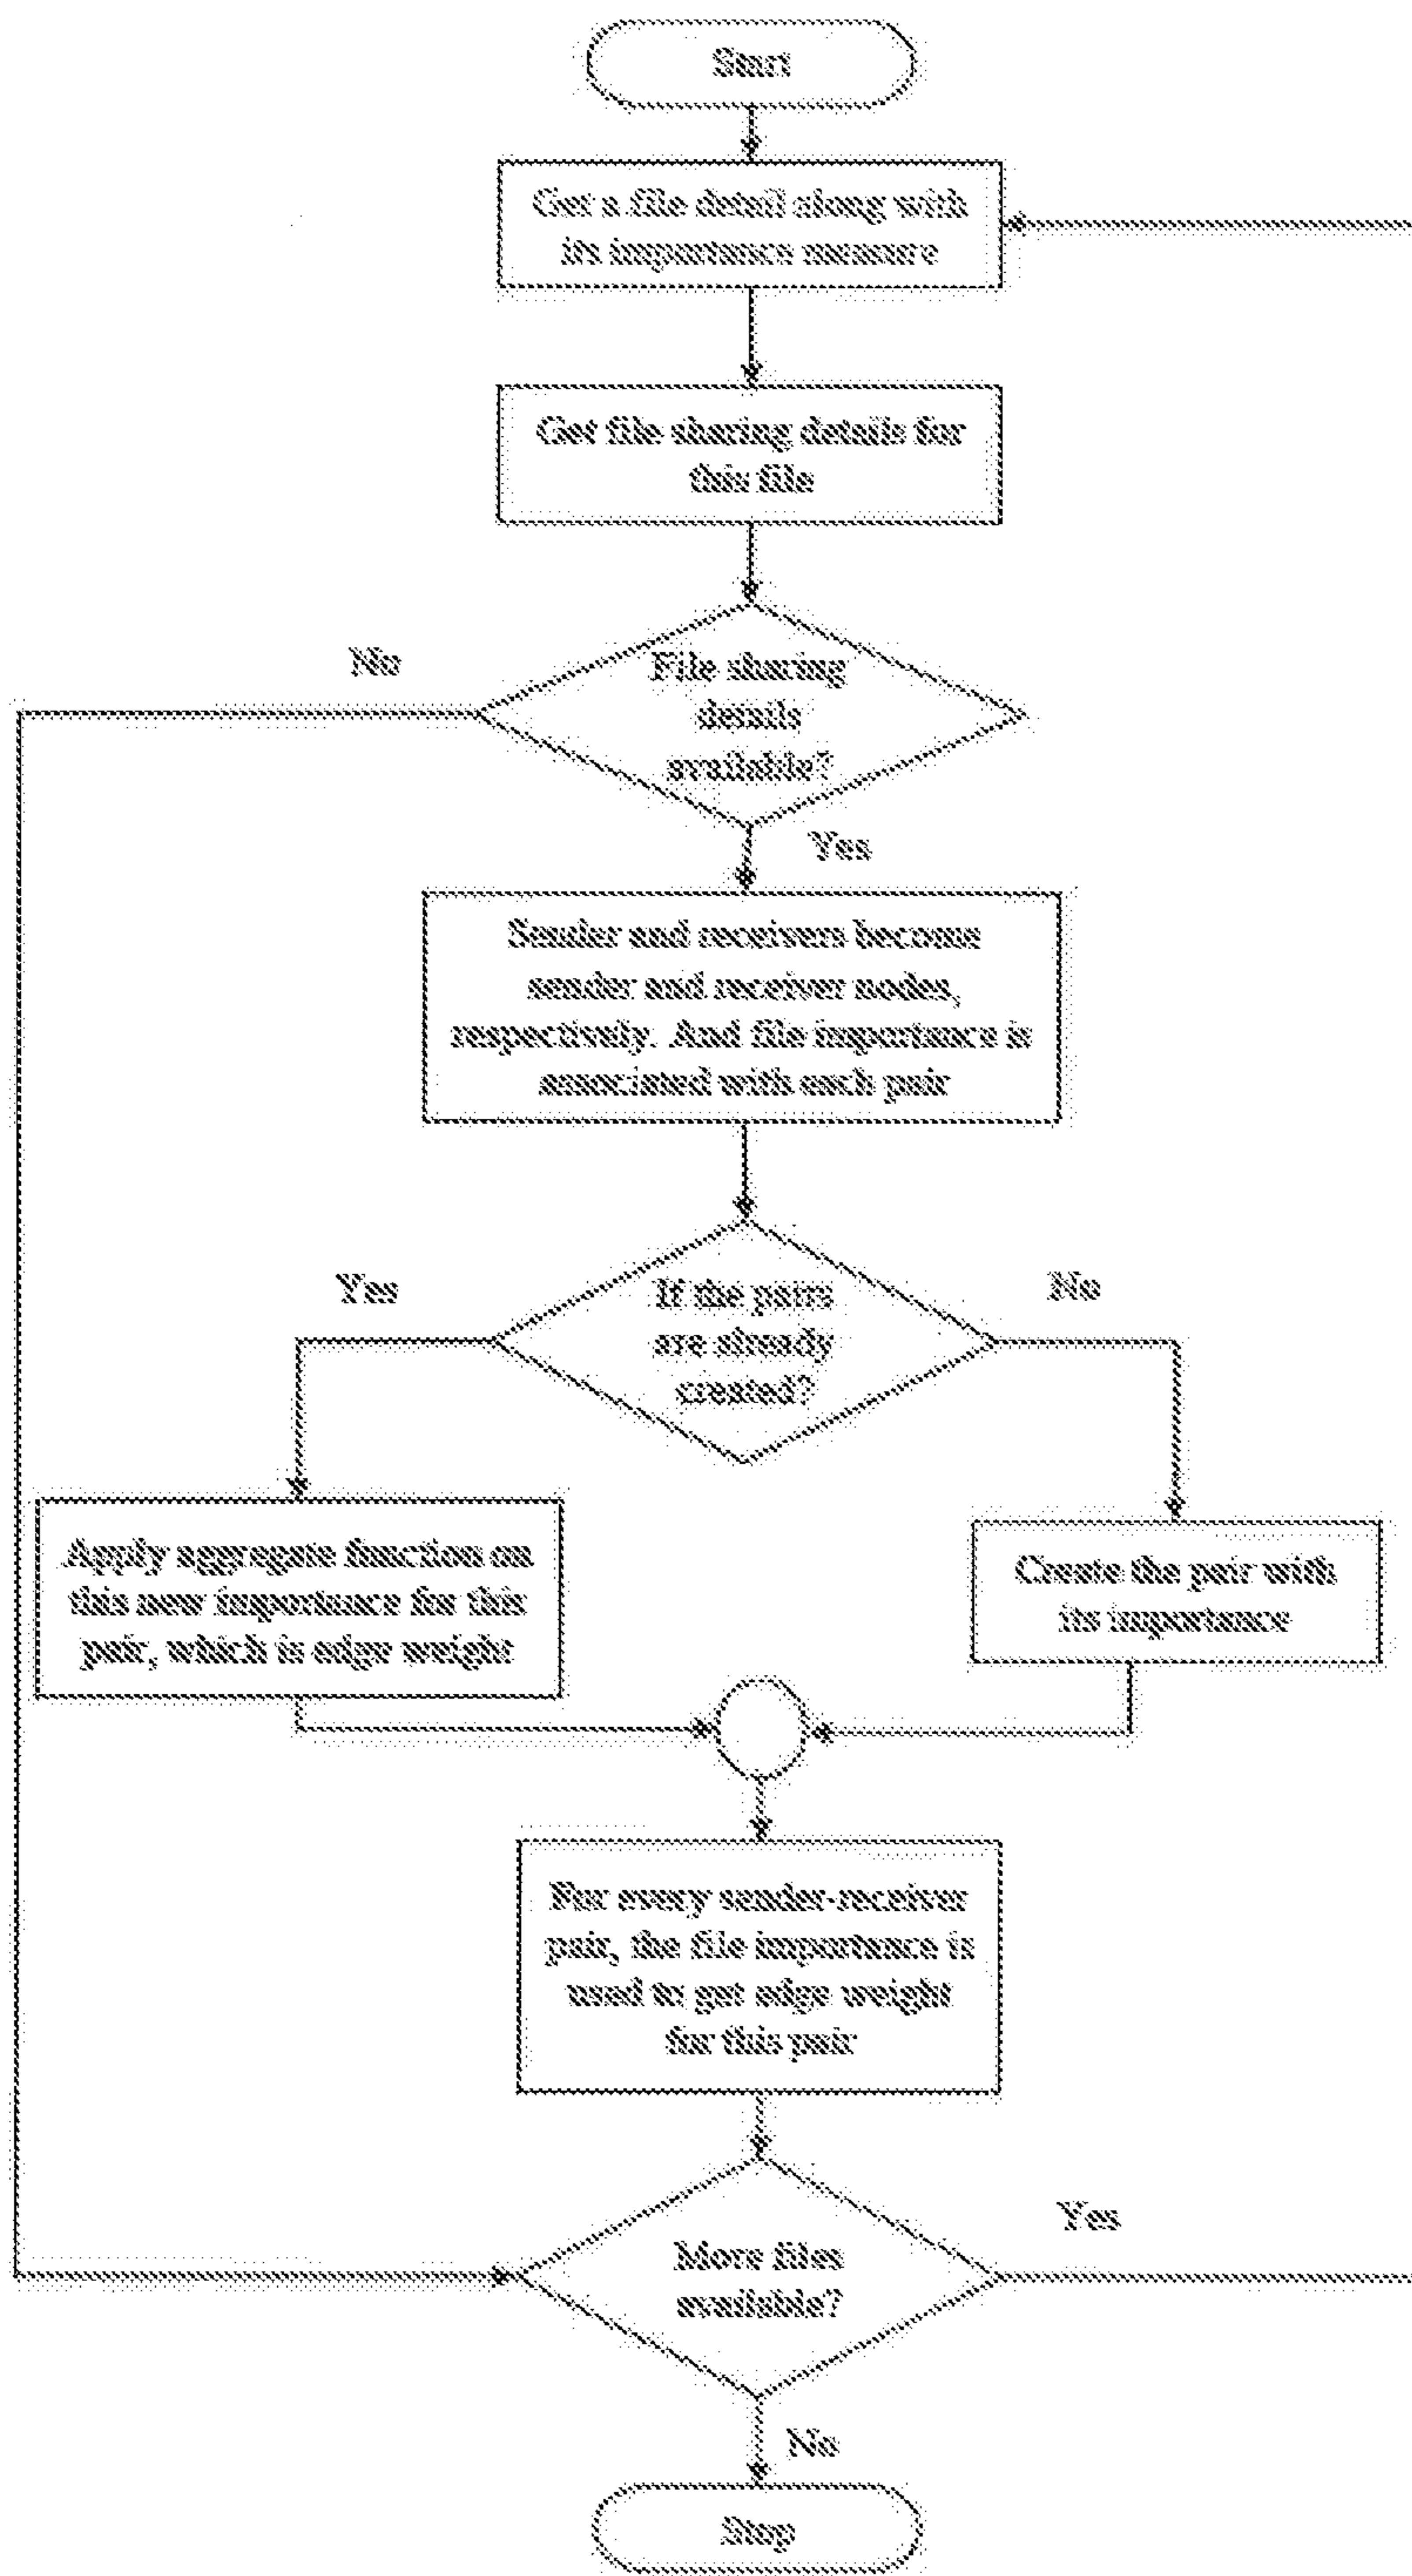 Start
Get a file detail along with
its importance measure
Get file sharing details for
this file
File sharing
details
available?
No
Yes
Sender and receivers become
sender and receiver nodes,
respectively. And file importance is
associated with each pair
If the pairs
are already
created?
Yes
No
Apply aggregate function on
this new importance for this
pair, which is edge weight
Create the pair with
its importance
For every sender-receiver
pair, the file importance is
used to get edge weight
for this pair
More files
available?
Yes
No
Stop